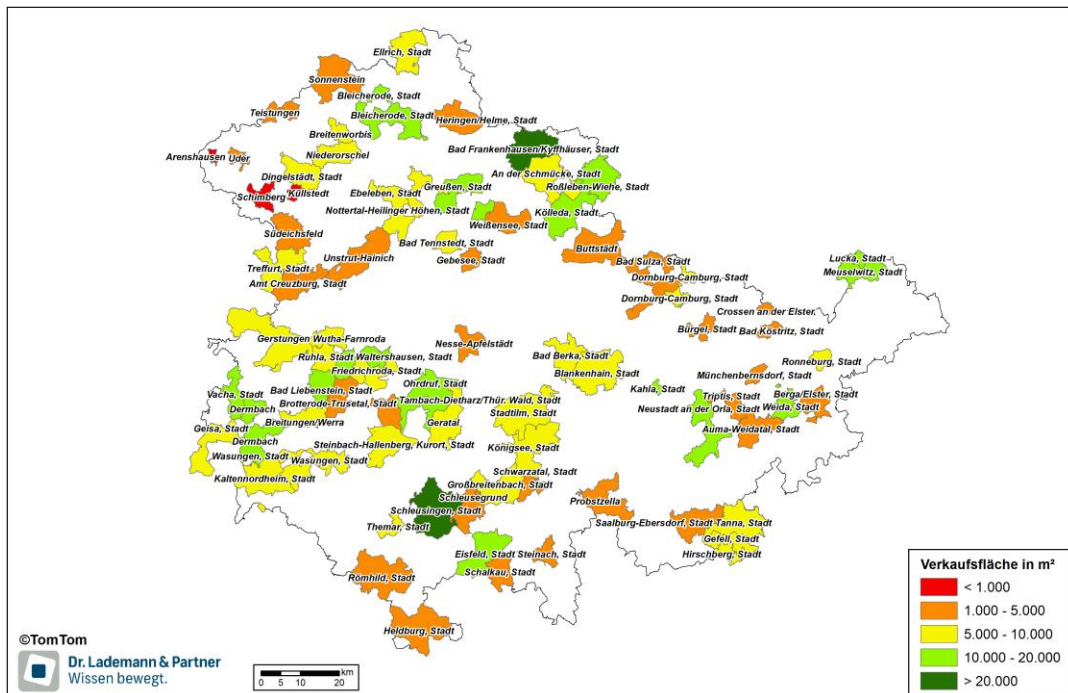 Ellrich, Stadt
Sonnenstein
Bleicherode, Stadt
Teistungen
Bleicherode, Stadt
Heringen/Helme, Stadt
Breitenworbis
Arenshausen
Uder
Niederorschel
Bad Frankenhausen/Kyffhäuser, Stadt
Dingelstädt, Stadt
An der Schmücke, Stadt
Schimberg
Küllstedt
Ebeleben, Stadt
Greußen, Stadt
Roßleben-Wiehe, Stadt
Nottertal-Heilinger Höhen, Stadt
Kölleda, Stadt
Weißensee, Stadt
Südeichsfeld
Bad Tennstedt, Stadt
Buttstädt
Unstrut-Hainich
Gebesee, Stadt
Bad Sulza, Stadt
Lucka, Stadt
Treffurt, Stadt
Meuselwitz, Stadt
Amt Creuzburg, Stadt
Dornburg-Camburg, Stadt
Dornburg-Camburg, Stadt
Crossen an der Elster
Bürgel, Stadt
Bad Köstritz, Stadt
Gerstungen
Wutha-Farnroda
Nesse-Apfelstädt
Ruhla, Stadt
Waltershausen, Stadt
Bad Berka, Stadt
Ronneburg, Stadt
Friedrichroda, Stadt
Blankenhain, Stadt
Münchenbernsdorf, Stadt
Ohrdruf, Stadt
Kahla, Stadt
Bad Liebenstein, Stadt
Vacha, Stadt
Tambach-Dietharz/Thür. Wald, Stadt
Triptis, Stadt
Berga/Elster, Stadt
Brotterode-Trusetal, Stadt
Neustadt an der Orla, Stadt
Weida, Stadt
Dermbach
Stadtilm, Stadt
Breitungen/Werra
Geratal
Auma-Weidatal, Stadt
Geisa, Stadt
Dermbach
Steinbach-Hallenberg, Kurort, Stadt
Königsee, Stadt
Wasungen, Stadt
Wasungen, Stadt
Schwarzatal, Stadt
Kaltennordheim, Stadt
Großbreitenbach, Stadt
Schleusegrund
Probstzella
Schleusingen, Stadt
Themar, Stadt
Saalburg-Ebersdorf, Stadt
Tanna, Stadt
Gefell, Stadt
Eisfeld, Stadt
Steinach, Stadt
Hirschberg, Stadt
Schalkau, Stadt
Römhild, Stadt
Heldburg, Stadt
Verkaufsfläche in m²
< 1.000
1.000 - 5.000
5.000 - 10.000
10.000 - 20.000
> 20.000
©TomTom
Dr. Lademann & Partner
Wissen bewegt.
km
0 5 10 20